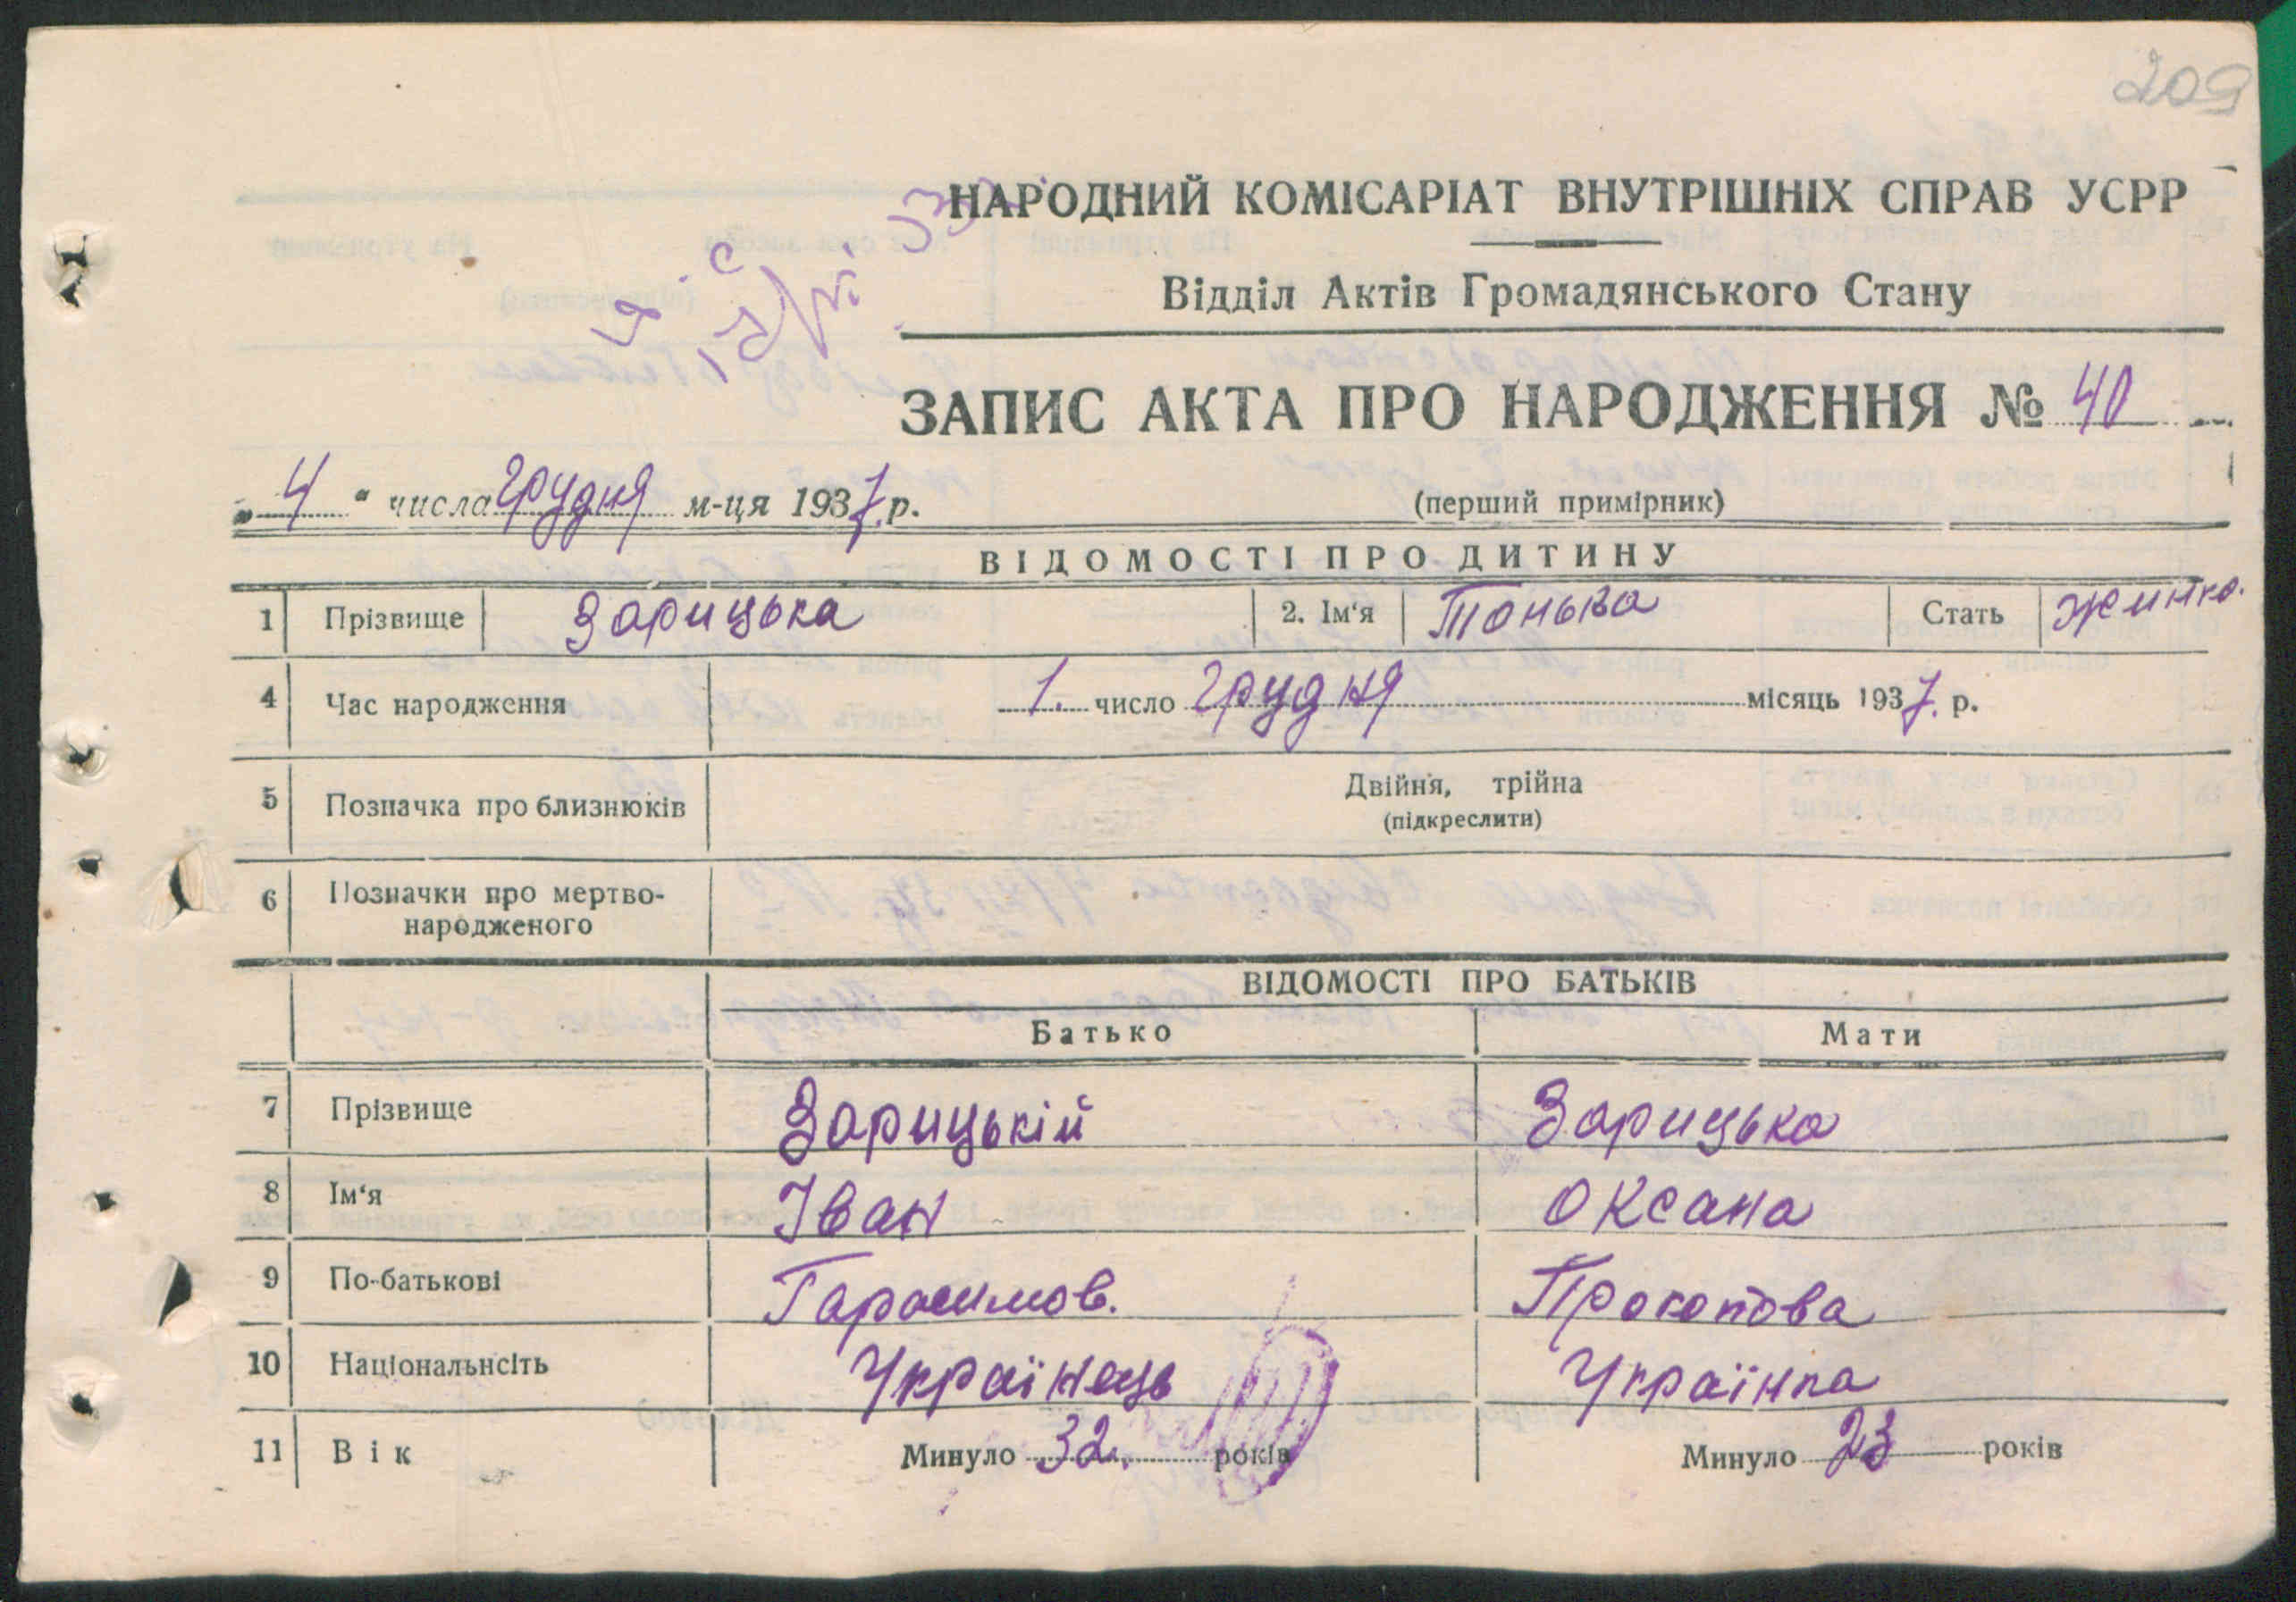 209
НАРОДНИЙ КОМІСАРІАТ ВНУТРІШНІХ СПРАВ УСРР
Відділ Актів Громадянського Стану
ЗАПИС АКТА ПРО НАРОДЖЕННЯ № 40
„4“ числа грудня м-ця 1937.р.
(перший примірник)
ВІДОМОСТІ ПРО ДИТИНУ
1 Прізвище Зарицька 2. Ім‘я Танька Стать
4 Час народження 1. число грудня місяць 1937. р.
5 Позначка про близнюків Двійня, трійна
(підкреслити)
6 Позначки про мертво-
народженого
ВІДОМОСТІ ПРО БАТЬКІВ
Батько Мати
7 Прізвище Зарицькій Зарицька
8 Ім‘я Іван Оксана
9 По-батькові Гарасимов. Прокопова
10 Національнсіть Українець Українка
11 Вік Минуло 32. років Минуло 23 років